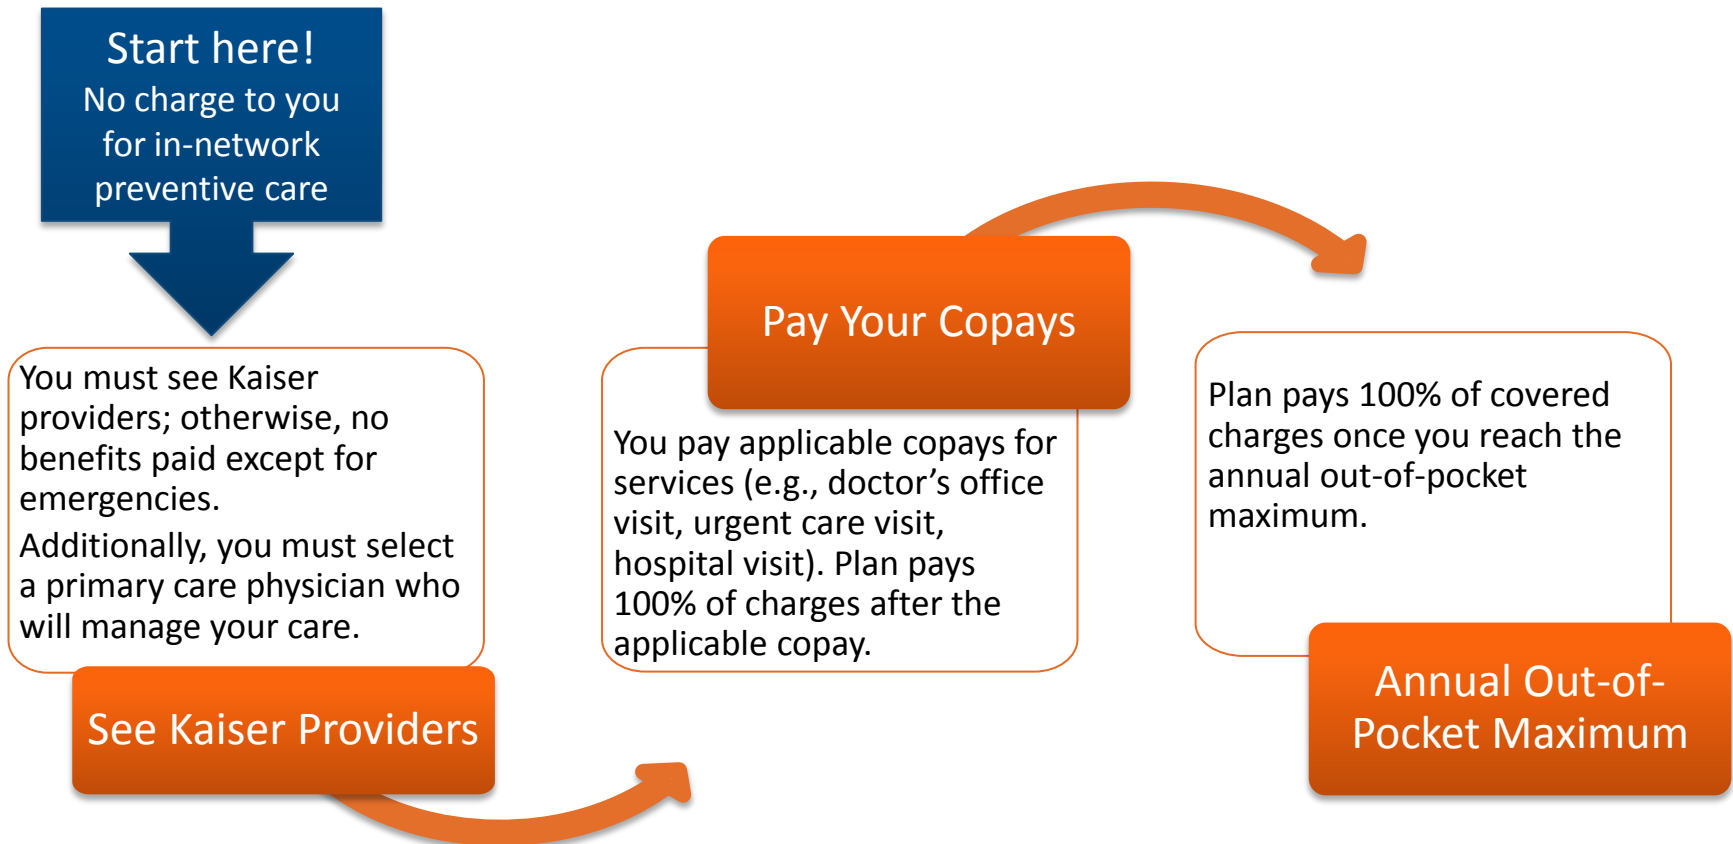 Start here!
No charge to you
for in-network
preventive care
You must see Kaiser
providers; otherwise, no
benefits paid except for
emergencies.
Additionally, you must select
a primary care physician who
will manage your care.
See Kaiser Providers
Pay Your Copays
You pay applicable copays for
services (e.g., doctor’s office
visit, urgent care visit,
hospital visit). Plan pays
100% of charges after the
applicable copay.
Plan pays 100% of covered
charges once you reach the
annual out-of-pocket
maximum.
Annual Out-of-
Pocket Maximum